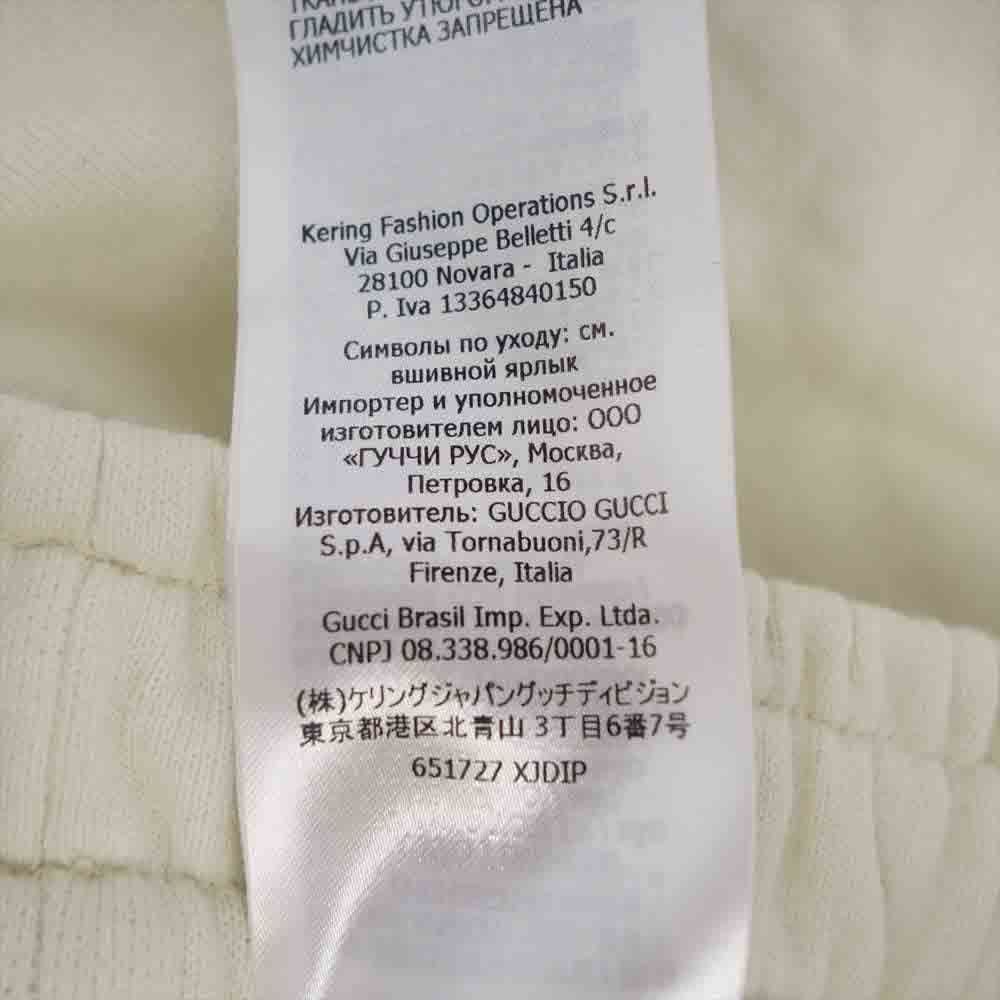 ГЛАДИТЬ
ХИМЧИСТКА ЗАПРЕЩЕНА
Kering Fashion Operations S.r.l.
Via Giuseppe Belletti 4/c
28100 Novara - Italia
P. Iva 13364840150
Символы по уходу: см.
вшивной ярлык
Импортер и уполномоченное
изготовителем лицо: ООО
«ГУЧЧИ РУС», Москва,
Петровка, 16
Изготовитель: GUCCIO GUCCI
S.p.A, via Tornabuoni,73/R
Firenze, Italia
Gucci Brasil Imp. Exp. Ltda.
CNPJ 08.338.986/0001-16
(株)ケリングジャパングッチディビジョン
東京都港区北青山 3丁目6番7号
651727 XJDIP